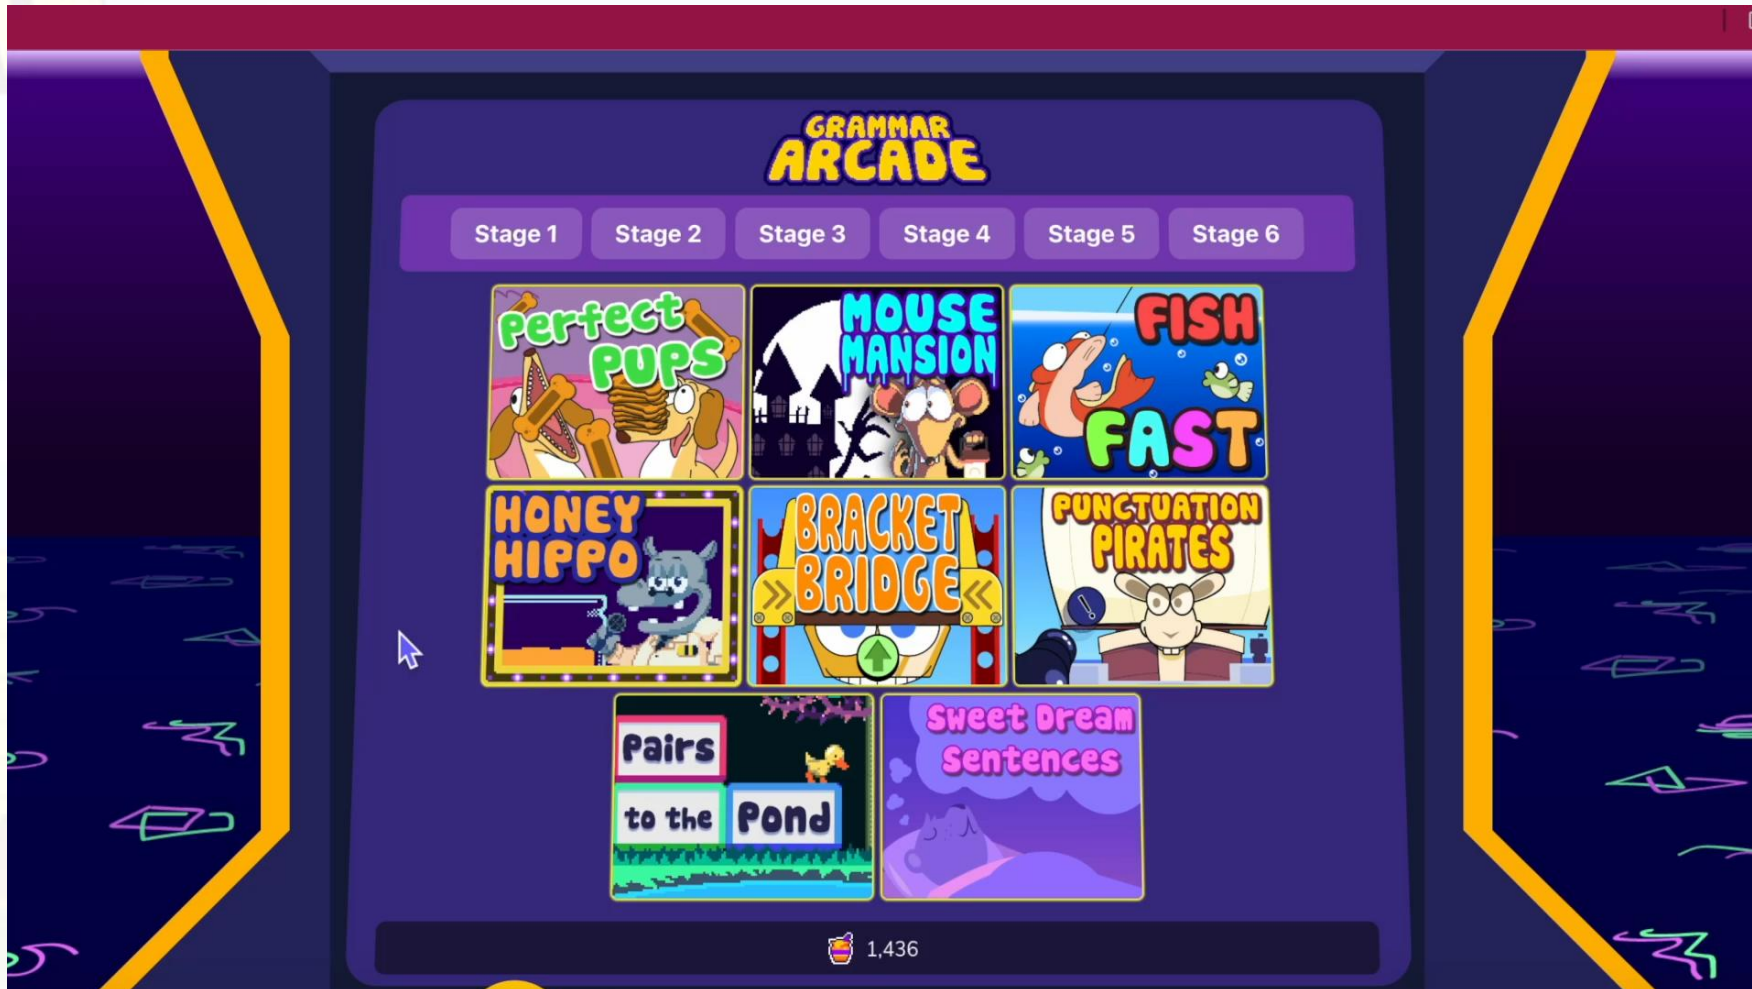 GRAMMAR
ARCADE
Stage 1 Stage 2 Stage 3 Stage 4 Stage 5 Stage 6
Perfect
PUPS
MOUSE
MANSION
FISH
FAST
HONEY
HIPPO
BRACKET
BRIDGE
PUNCTUATION
PIRATES
Pairs
to the Pond
Sweet Dream
Sentences
1,436